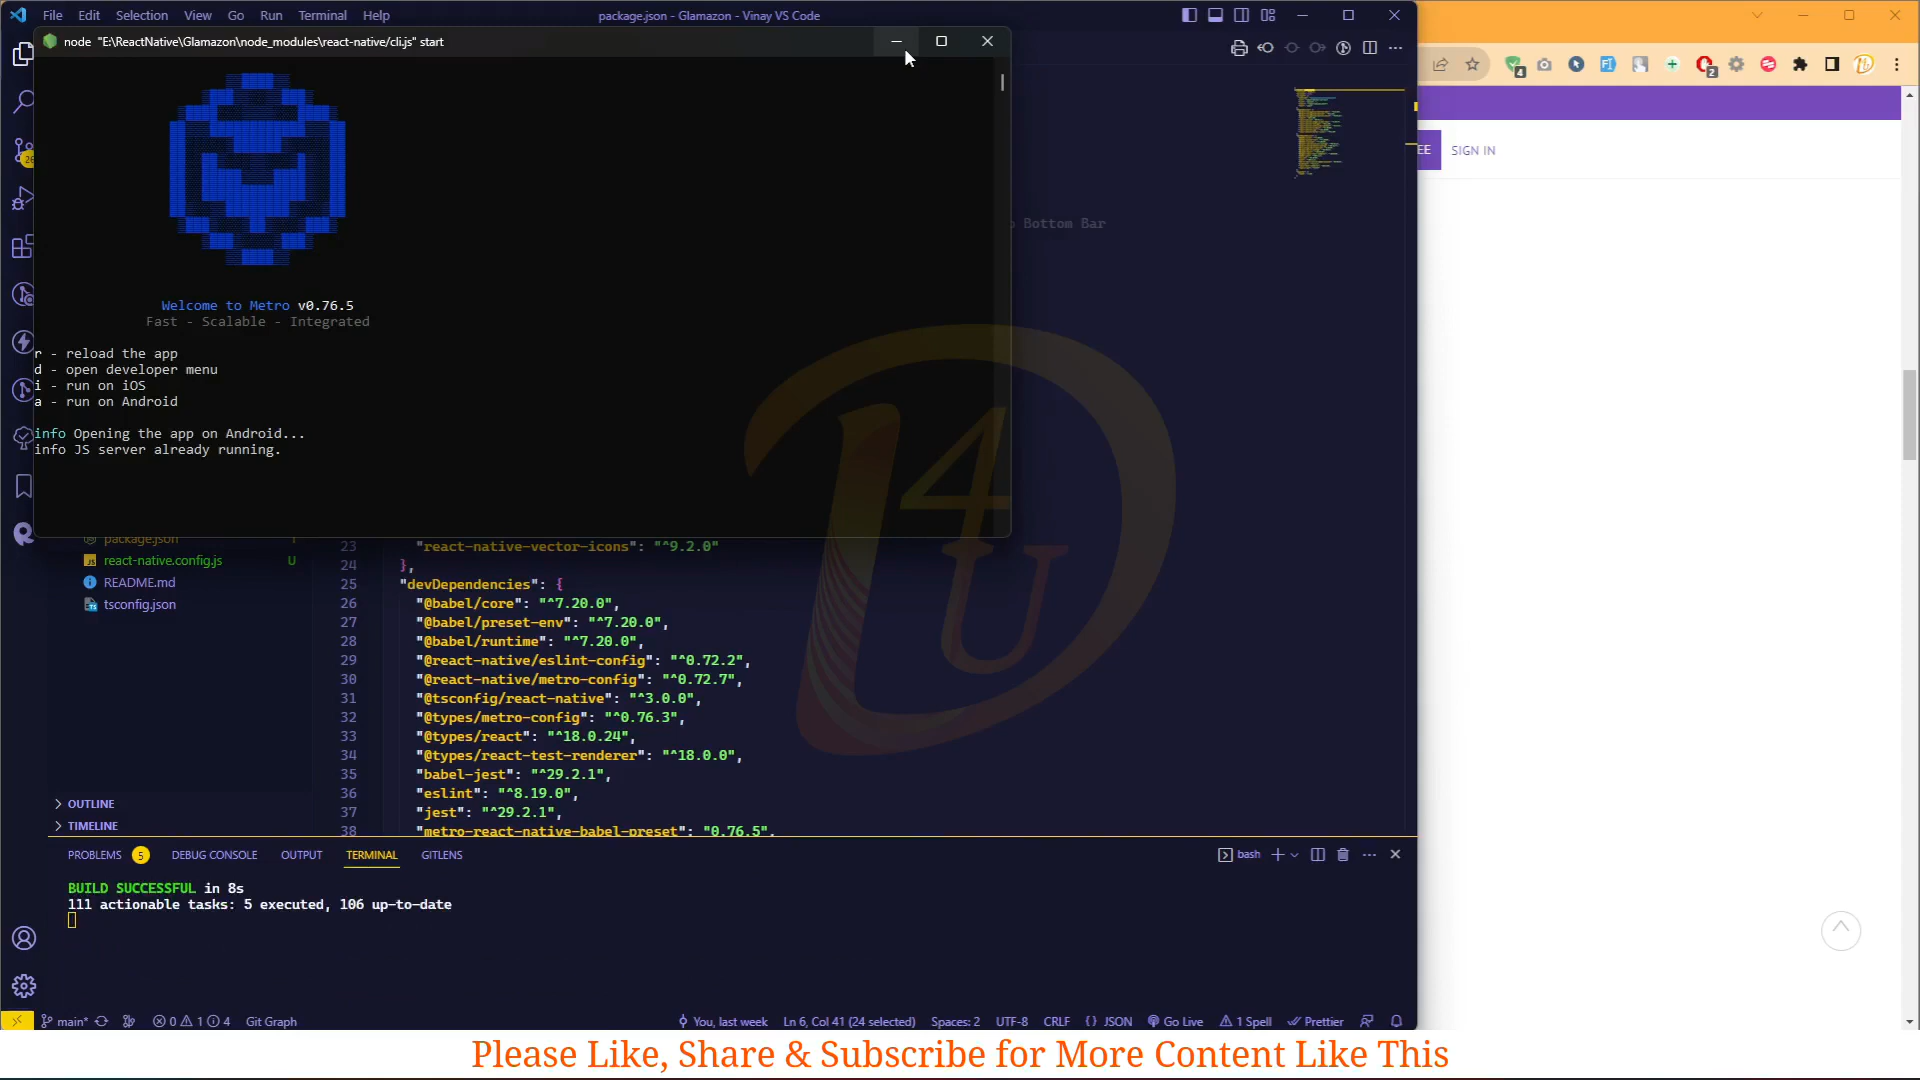 File Edit Selection View Go Run Terminal Help
package.json - Glamazon - Vinay VS Code
node "E:\ReactNative\Glamazon\node_modules\react-native/cli.js" start
Welcome to Metro v0.76.5
Fast - Scalable - Integrated
r - reload the app
d - open developer menu
i - run on iOS
a - run on Android
info Opening the app on Android...
info JS server already running.
Bottom Bar
4
2
EE SIGN IN
package.json
react-native.config.js U
README.md
tsconfig.json
OUTLINE
TIMELINE
23 "react-native-vector-icons": "^9.2.0"
24 },
25 "devDependencies": {
26 "@babel/core": "^7.20.0",
27 "@babel/preset-env": "^7.20.0",
28 "@babel/runtime": "^7.20.0",
29 "@react-native/eslint-config": "^0.72.2",
30 "@react-native/metro-config": "^0.72.7",
31 "@tsconfig/react-native": "^3.0.0",
32 "@types/metro-config": "^0.76.3",
33 "@types/react": "^18.0.24",
34 "@types/react-test-renderer": "^18.0.0",
35 "babel-jest": "^29.2.1",
36 "eslint": "^8.19.0",
37 "jest": "^29.2.1",
38 "metro-react-native-babel-preset": "0.76.5",
4
U
PROBLEMS 5 DEBUG CONSOLE OUTPUT TERMINAL GITLENS
bash
BUILD SUCCESSFUL in 8s
111 actionable tasks: 5 executed, 106 up-to-date
main* 0 1 4 Git Graph
You, last week Ln 6, Col 41 (24 selected) Spaces: 2 UTF-8 CRLF {} JSON Go Live 1 Spell Prettier
Please Like, Share & Subscribe for More Content Like This